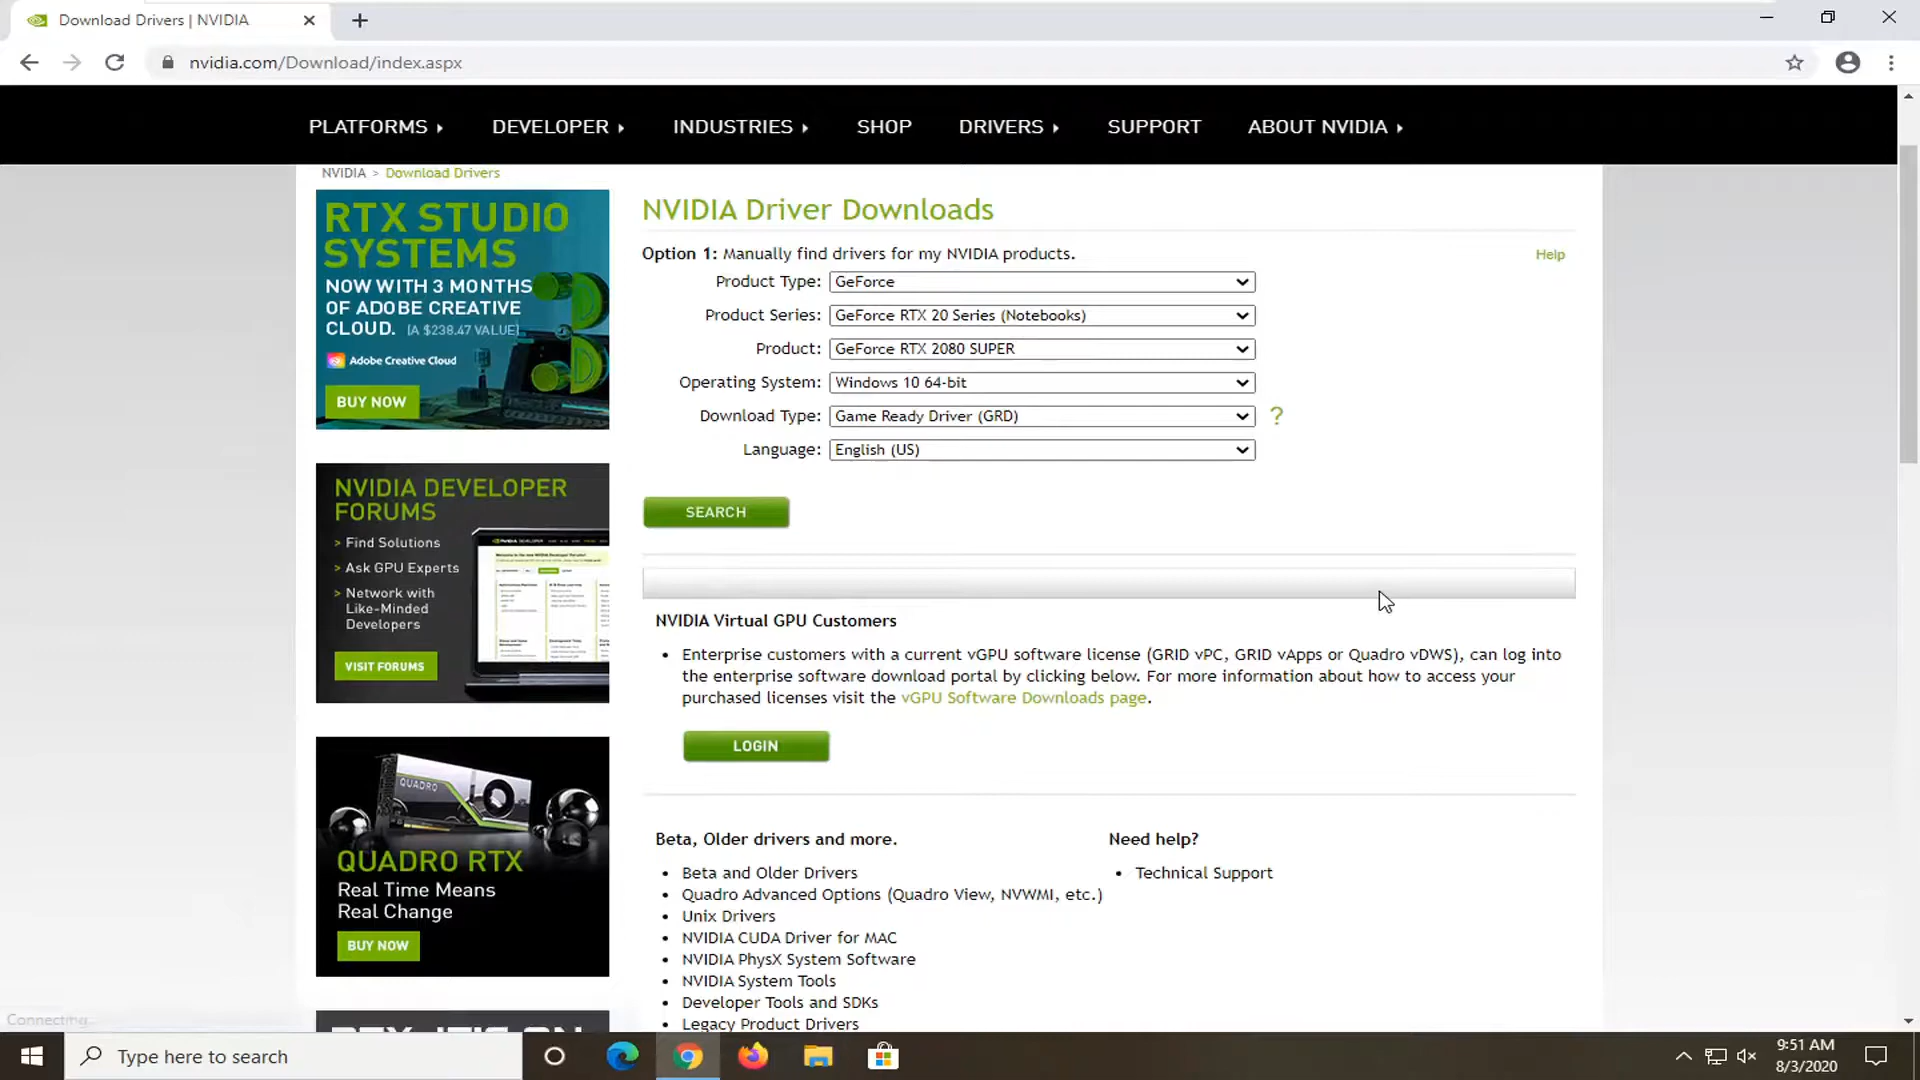 Download Drivers | NVIDIA
nvidia.com/Download/index.aspx
PLATFORMS DEVELOPER INDUSTRIES SHOP DRIVERS SUPPORT ABOUT NVIDIA
NVIDIA > Download Drivers
RTX STUDIO
SYSTEMS
NOW WITH 3 MONTHS
OF ADOBE CREATIVE
CLOUD. (A $238.47 VALUE)
Adobe Creative Cloud
BUY NOW
NVIDIA DEVELOPER
FORUMS
> Find Solutions
> Ask GPU Experts
> Network with
Like-Minded
Developers
VISIT FORUMS
QUADRO
QUADRO RTX
Real Time Means
Real Change
BUY NOW
NVIDIA Driver Downloads
Option 1: Manually find drivers for my NVIDIA products. Help
Product Type: GeForce
Product Series: GeForce RTX 20 Series (Notebooks)
Product: GeForce RTX 2080 SUPER
Operating System: Windows 10 64-bit
Download Type: Game Ready Driver (GRD) ?
Language: English (US)
SEARCH
NVIDIA Virtual GPU Customers
• Enterprise customers with a current vGPU software license (GRID vPC, GRID vApps or Quadro vDWS), can log into
the enterprise software download portal by clicking below. For more information about how to access your
purchased licenses visit the vGPU Software Downloads page.
LOGIN
Beta, Older drivers and more.
• Beta and Older Drivers
• Quadro Advanced Options (Quadro View, NVWMI, etc.)
• Unix Drivers
• NVIDIA CUDA Driver for MAC
• NVIDIA PhysX System Software
• NVIDIA System Tools
• Developer Tools and SDKs
• Legacy Product Drivers
Need help?
• Technical Support
Connecting...
Type here to search
9:51 AM
8/3/2020